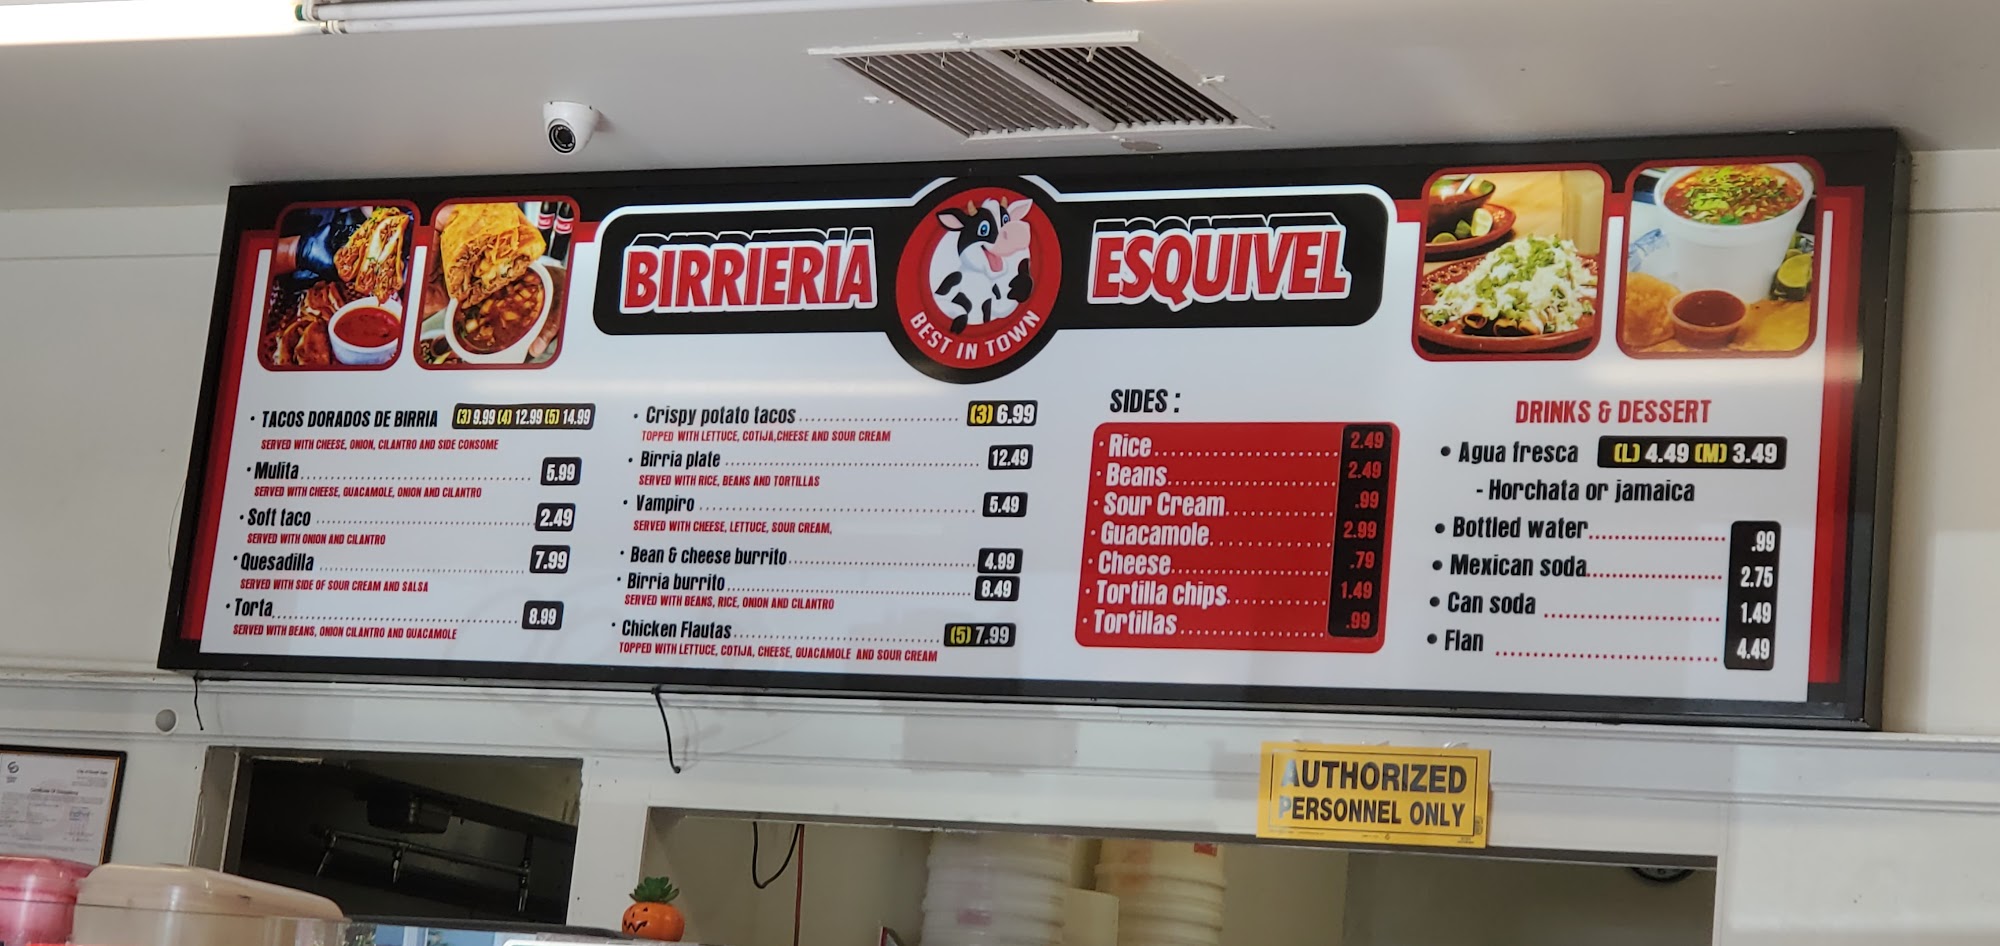 BIRRIERIA ESQUIVEL
BEST IN TOWN
• TACOS DORADOS DE BIRRIA (3) 9.99 (4) 12.99 (5) 14.99
SERVED WITH CHEESE, ONION, CILANTRO AND SIDE CONSOME
• Mulita 5.99
SERVED WITH CHEESE, GUACAMOLE, ONION AND CILANTRO
• Soft taco 2.49
SERVED WITH ONION AND CILANTRO
• Quesadilla 7.99
SERVED WITH SIDE OF SOUR CREAM AND SALSA
• Torta 8.99
SERVED WITH BEANS, ONION CILANTRO AND GUACAMOLE
• Crispy potato tacos (3) 6.99
TOPPED WITH LETTUCE, COTIJA,CHEESE AND SOUR CREAM
• Birria plate 12.49
SERVED WITH RICE, BEANS AND TORTILLAS
• Vampiro 5.49
SERVED WITH CHEESE, LETTUCE, SOUR CREAM,
• Bean & cheese burrito 4.99
• Birria burrito 8.49
SERVED WITH BEANS, RICE, ONION AND CILANTRO
• Chicken Flautas (5) 7.99
TOPPED WITH LETTUCE, COTIJA, CHEESE, GUACAMOLE AND SOUR CREAM
SIDES :
• Rice 2.49
• Beans 2.49
• Sour Cream .99
• Guacamole 2.99
• Cheese .79
• Tortilla chips 1.49
• Tortillas .99
DRINKS & DESSERT
• Agua fresca (L) 4.49 (M) 3.49
- Horchata or jamaica
• Bottled water .99
• Mexican soda 2.75
• Can soda 1.49
• Flan 4.49
AUTHORIZED
PERSONNEL ONLY